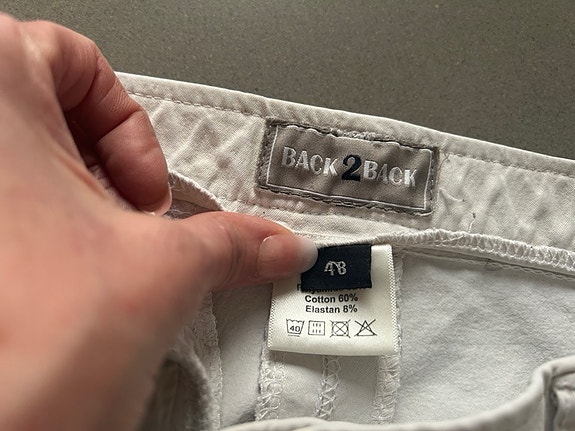 BACK2BACK
48
Cotton 60%
Elastan 8%
40